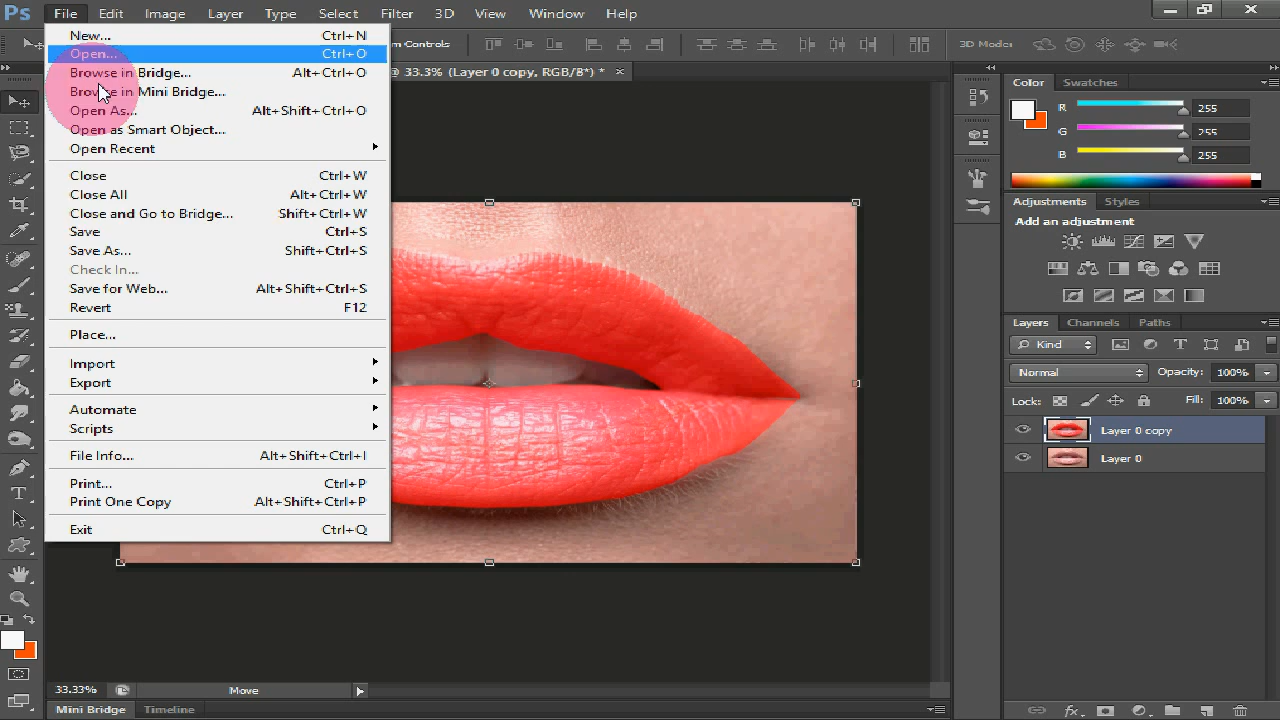 Ps File Edit Image Layer Type Select Filter 3D View Window Help
m Controls 3D Mode:
@ 33.3% (Layer 0 copy, RGB/8*) * ×
New... Ctrl+N
Open... Ctrl+O
Browse in Bridge... Alt+Ctrl+O
Browse in Mini Bridge...
Open As... Alt+Shift+Ctrl+O
Open as Smart Object...
Open Recent
Close Ctrl+W
Close All Alt+Ctrl+W
Close and Go to Bridge... Shift+Ctrl+W
Save Ctrl+S
Save As... Shift+Ctrl+S
Check In...
Save for Web... Alt+Shift+Ctrl+S
Revert F12
Place...
Import
Export
Automate
Scripts
File Info... Alt+Shift+Ctrl+I
Print... Ctrl+P
Print One Copy Alt+Shift+Ctrl+P
Exit Ctrl+Q
Color Swatches
R 255
G 255
B 255
Adjustments Styles
Add an adjustment
Layers Channels Paths
Kind
Normal Opacity: 100%
Lock: Fill: 100%
Layer 0 copy
Layer 0
33.33% Move
Mini Bridge Timeline